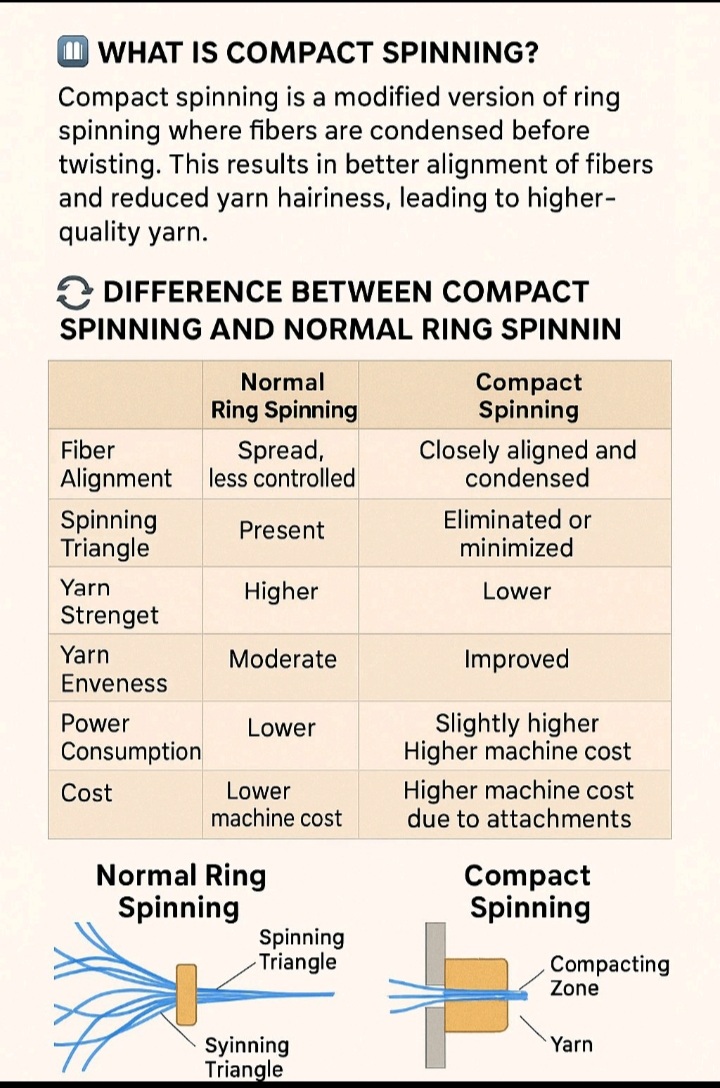 WHAT IS COMPACT SPINNING?
Compact spinning is a modified version of ring
spinning where fibers are condensed before
twisting. This results in better alignment of fibers
and reduced yarn hairiness, leading to higher-
quality yarn.
DIFFERENCE BETWEEN COMPACT
SPINNING AND NORMAL RING SPINNIN
Normal
Ring Spinning
Compact
Spinning
Fiber
Alignment
Spread,
less controlled
Closely aligned and
condensed
Spinning
Triangle
Present
Eliminated or
minimized
Yarn
Strenget
Higher
Lower
Yarn
Enveness
Moderate
Improved
Power
Consumption
Lower
Slightly higher
Higher machine cost
Cost
Lower
machine cost
Higher machine cost
due to attachments
Normal Ring
Spinning
Spinning
Triangle
Syinning
Triangle
Compact
Spinning
Compacting
Zone
Yarn